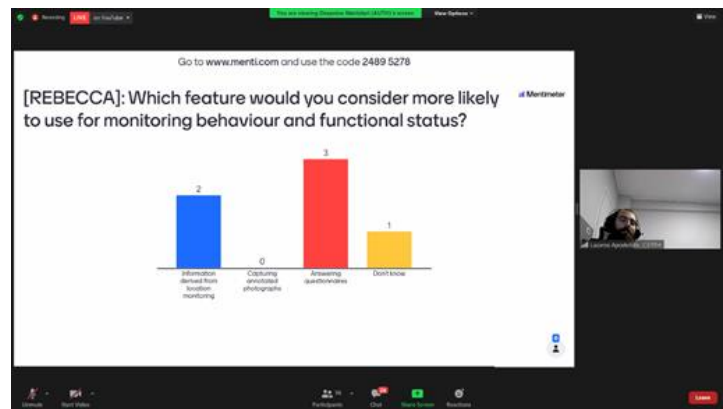 Recording
LIVE
on YouTube
View Options
View
Go to www.menti.com and use the code 2489 5278
[REBECCA]: Which feature would you consider more likely
to use for monitoring behaviour and functional status?
Mentimeter
2
0
3
1
Information
derived from
location
monitoring
Capturing
annotated
photographs
Answering
questionnaires
Don't know
Unmute
Start Video
Participants
Chat
Share Screen
Reactions
Leave